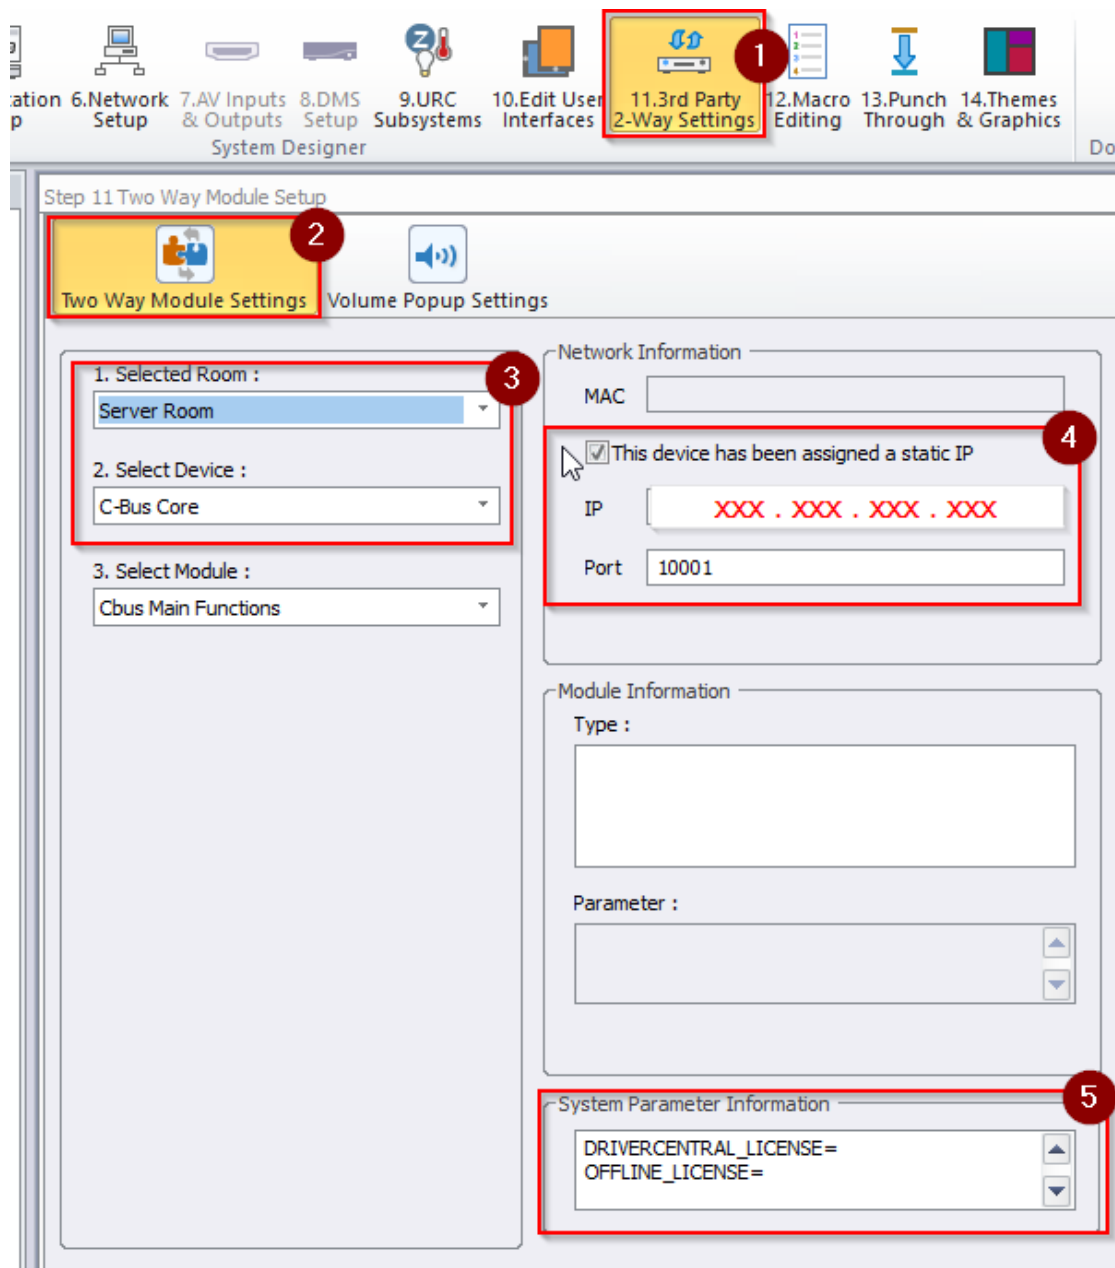 1
ation 6.Network 7.AV Inputs 8.DMS 9.URC 10.Edit User 11.3rd Party 12.Macro 13.Punch 14.Themes
p Setup & Outputs Setup Subsystems Interfaces 2-Way Settings Editing Through & Graphics
System Designer
Do
Step 11 Two Way Module Setup
2
Two Way Module Settings Volume Popup Settings
3
1. Selected Room :
Server Room
2. Select Device :
C-Bus Core
3. Select Module :
Cbus Main Functions
Network Information
MAC
4
This device has been assigned a static IP
IP XXX . XXX . XXX . XXX
Port 10001
Module Information
Type :
Parameter :
5
System Parameter Information
DRIVERCENTRAL_LICENSE=
OFFLINE_LICENSE=